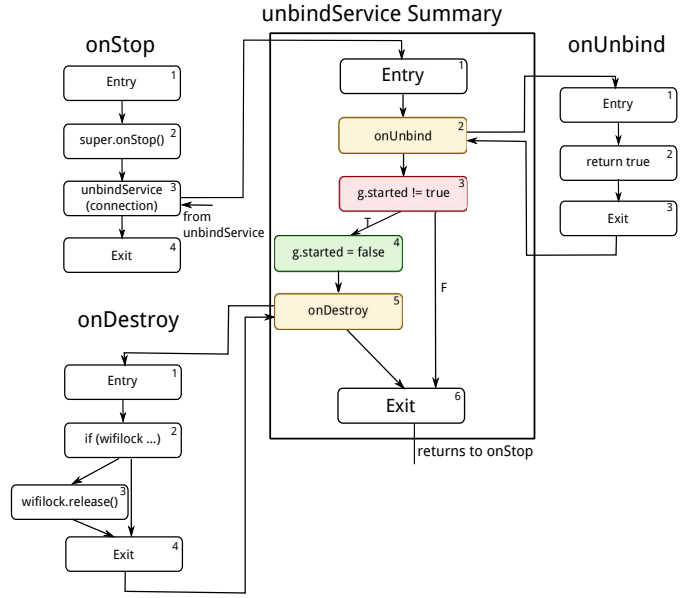 unbindService Summary
onStop
Entry
1
super.onStop()
2
unbindService
(connection)
3
from
unbindService
Exit
4
Entry
1
onUnbind
2
g.started != true
3
T
g.started = false
4
F
onDestroy
5
Exit
6
returns to onStop
onUnbind
Entry
1
return true
2
Exit
3
onDestroy
Entry
1
if (wifilock ...)
2
wifilock.release()
3
Exit
4